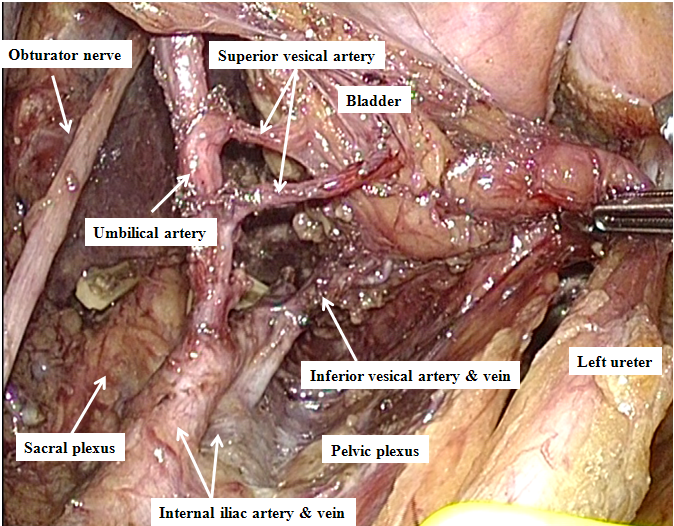 Obturator nerve
Superior vesical artery
Bladder
Umbilical artery
Inferior vesical artery & vein
Left ureter
Sacral plexus
Pelvic plexus
Internal iliac artery & vein